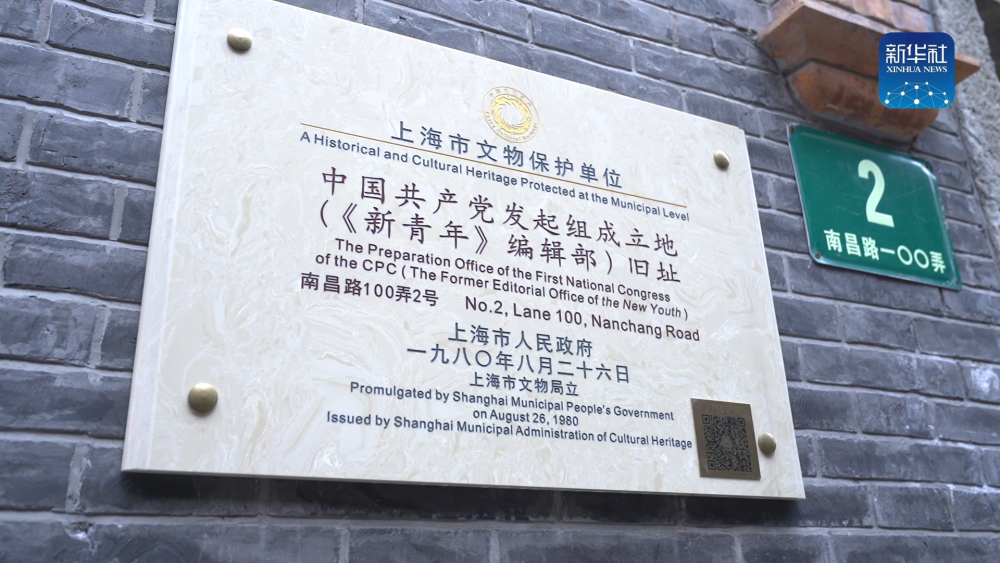 上海市文物保护单位
A Historical and Cultural Heritage Protected at the Municipal Level
中国共产党发起组成立地
(《新青年》编辑部) 旧址
The Preparation Office of the First National Congress
of the CPC ( The Former Editorial Office of the New Youth )
南昌路100弄2号 No.2, Lane 100, Nanchang Road
上海市人民政府
一九八〇年八月二十六日
上海市文物局立
Promulgated by Shanghai Municipal People's Government
on August 26, 1980
Issued by Shanghai Municipal Administration of Cultural Heritage
2
南昌路一〇〇弄
新华社
XINHUA NEWS